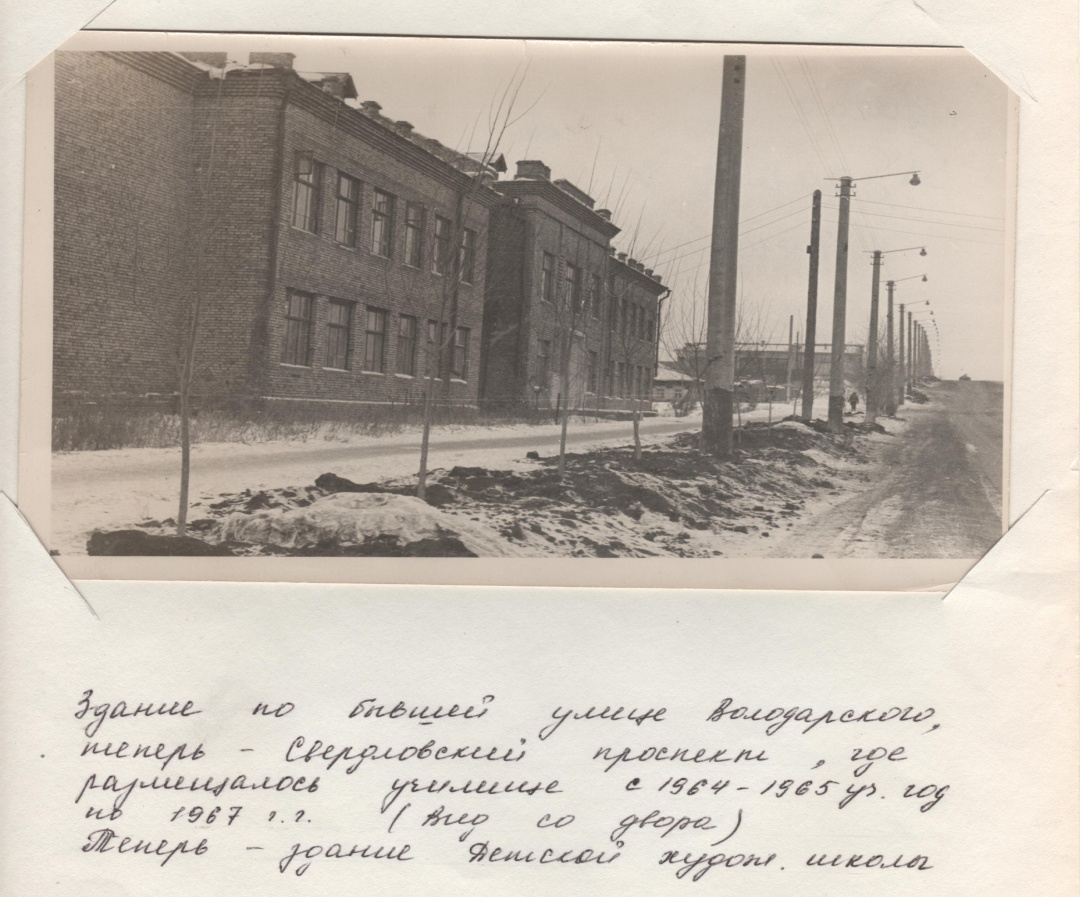 Здание по бывшей улице Володарского,
теперь - Свердловский проспект, где
размещалось училище с 1964-1965 уч. год
по 1967 г.г. (Вид со двора)
Теперь - здание Детской худож. школы